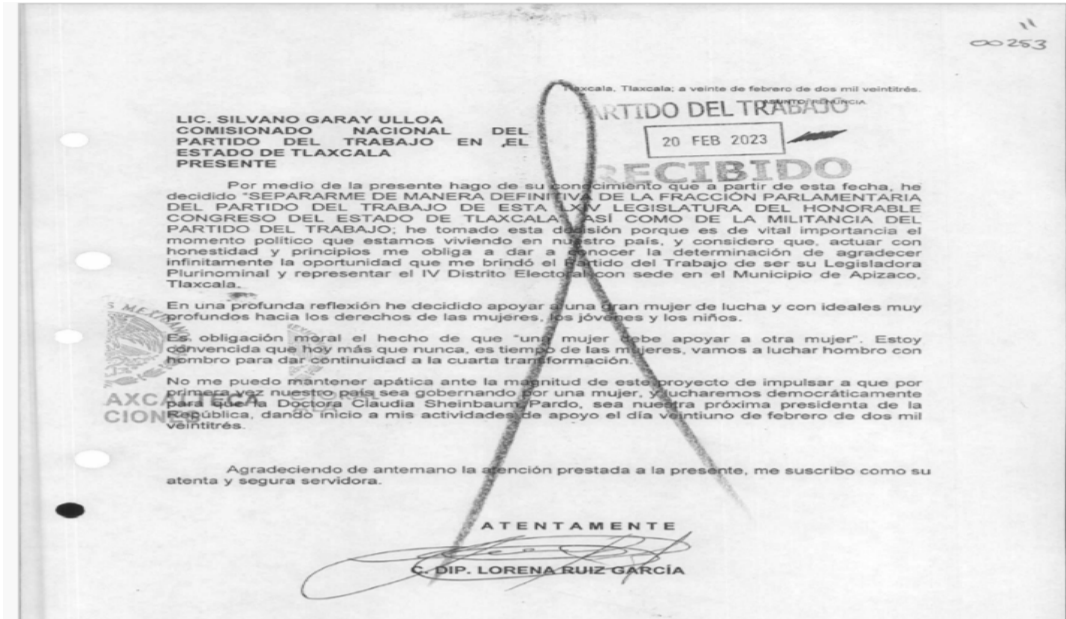 "
00253
Tlaxcala, Tlaxcala; a veinte de febrero de dos mil veintitrés.
ASUNTO: RENUNCIA
PARTIDO DEL TRABAJO
20 FEB 2023
RECIBIDO
LIC. SILVANO GARAY ULLOA
COMISIONADO NACIONAL DEL
PARTIDO DEL TRABAJO EN EL
ESTADO DE TLAXCALA
PRESENTE
Por medio de la presente hago de su conocimiento que a partir de esta fecha, he
decidido "SEPARARME DE MANERA DEFINITIVA DE LA FRACCIÓN PARLAMENTARIA
DEL PARTIDO DEL TRABAJO DE ESTA LXIV LEGISLATURA DEL HONORABLE
CONGRESO DEL ESTADO DE TLAXCALA, ASÍ COMO DE LA MILITANCIA DEL
PARTIDO DEL TRABAJO; he tomado esta decisión porque es de vital importancia el
momento político que estamos viviendo en nuestro país, y considero que, actuar con
honestidad y principios me obliga a dar a conocer la determinación de agradecer
infinitamente la oportunidad que me brindó el Partido del Trabajo de ser su Legisladora
Plurinominal y representar el IV Distrito Electoral con sede en el Municipio de Apizaco,
Tlaxcala.
En una profunda reflexión he decidido apoyar a una gran mujer de lucha y con ideales muy
profundos hacia los derechos de las mujeres, los jóvenes y los niños.
Es obligación moral el hecho de que "una mujer debe apoyar a otra mujer". Estoy
convencida que hoy más que nunca, es tiempo de las mujeres, vamos a luchar hombro con
hombro para dar continuidad a la cuarta transformación.
No me puedo mantener apática ante la magnitud de este proyecto de impulsar a que por
primera vez nuestro país sea gobernando por una mujer, y lucharemos democráticamente
para que la Doctora Claudia Sheinbaum Pardo, sea nuestra próxima presidenta de la
República, dando inicio a mis actividades de apoyo el día veintiuno de febrero de dos mil
veintitrés.
Agradeciendo de antemano la atención prestada a la presente, me suscribo como su
atenta y segura servidora.
ATENTAMENTE
C. DIP. LORENA RUIZ GARCÍA